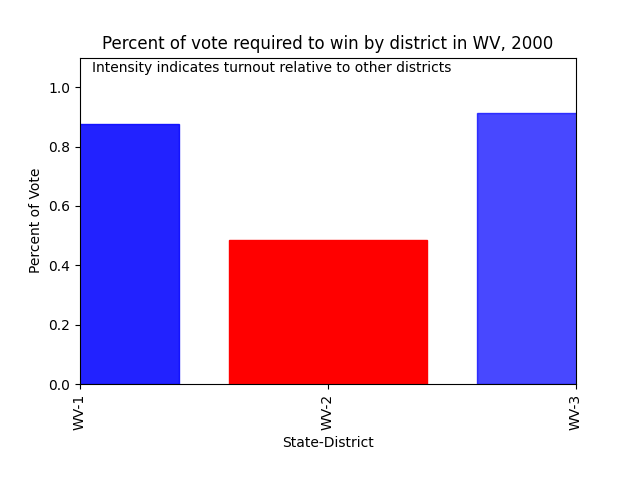 Percent of vote required to win by district in WV, 2000
Intensity indicates turnout relative to other districts
1.0
0.8
0.6
0.4
0.2
0.0
Percent of Vote
WV-1
WV-2
WV-3
State-District